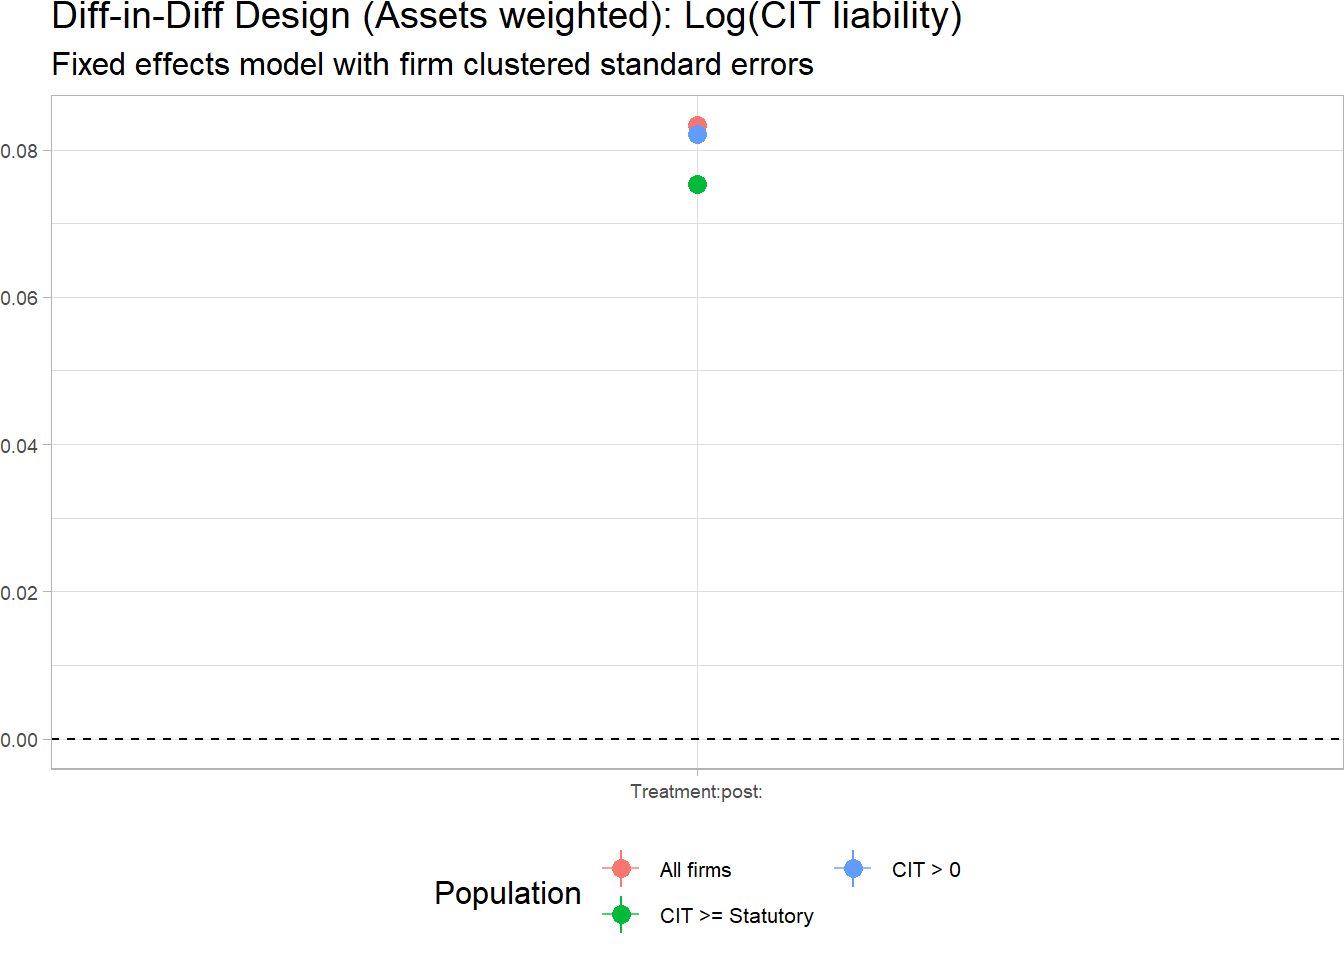 Diff-in-Diff Design (Assets weighted): Log(CIT liability)
Fixed effects model with firm clustered standard errors
0.08
0.06
0.04
0.02
0.00
Treatment:post:
Population
All firms
CIT > 0
CIT >= Statutory